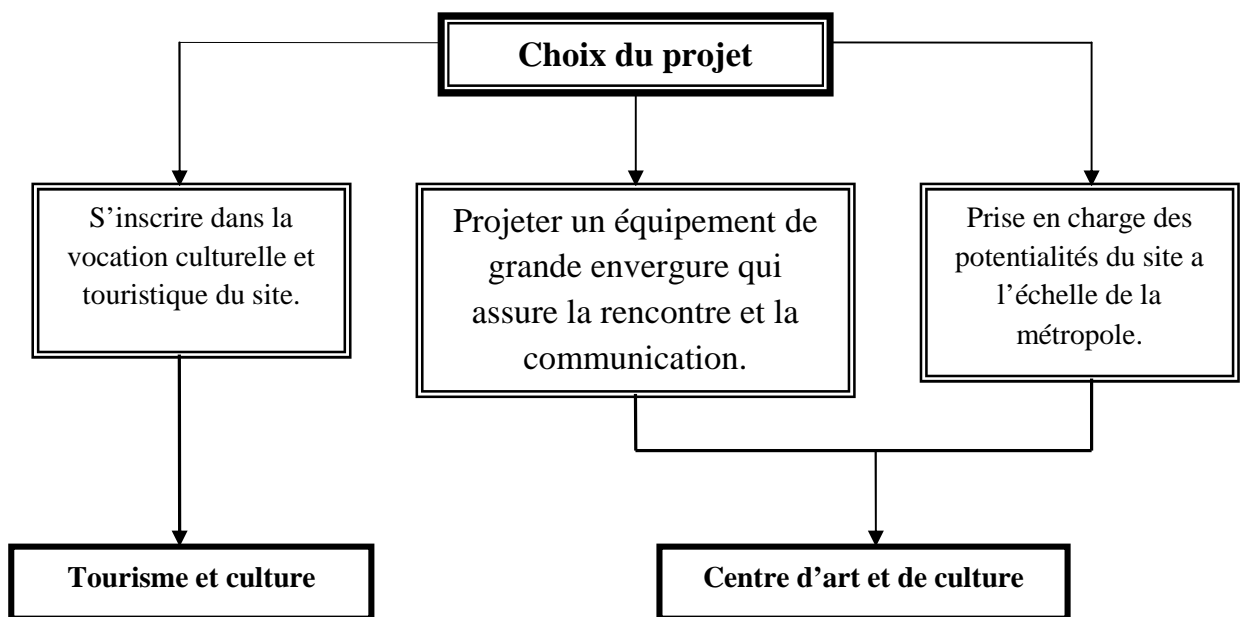 Choix du projet
S’inscrire dans la
vocation culturelle et
touristique du site.
Projeter un équipement de
grande envergure qui
assure la rencontre et la
communication.
Prise en charge des
potentialités du site a
l’échelle de la
métropole.
Tourisme et culture
Centre d’art et de culture